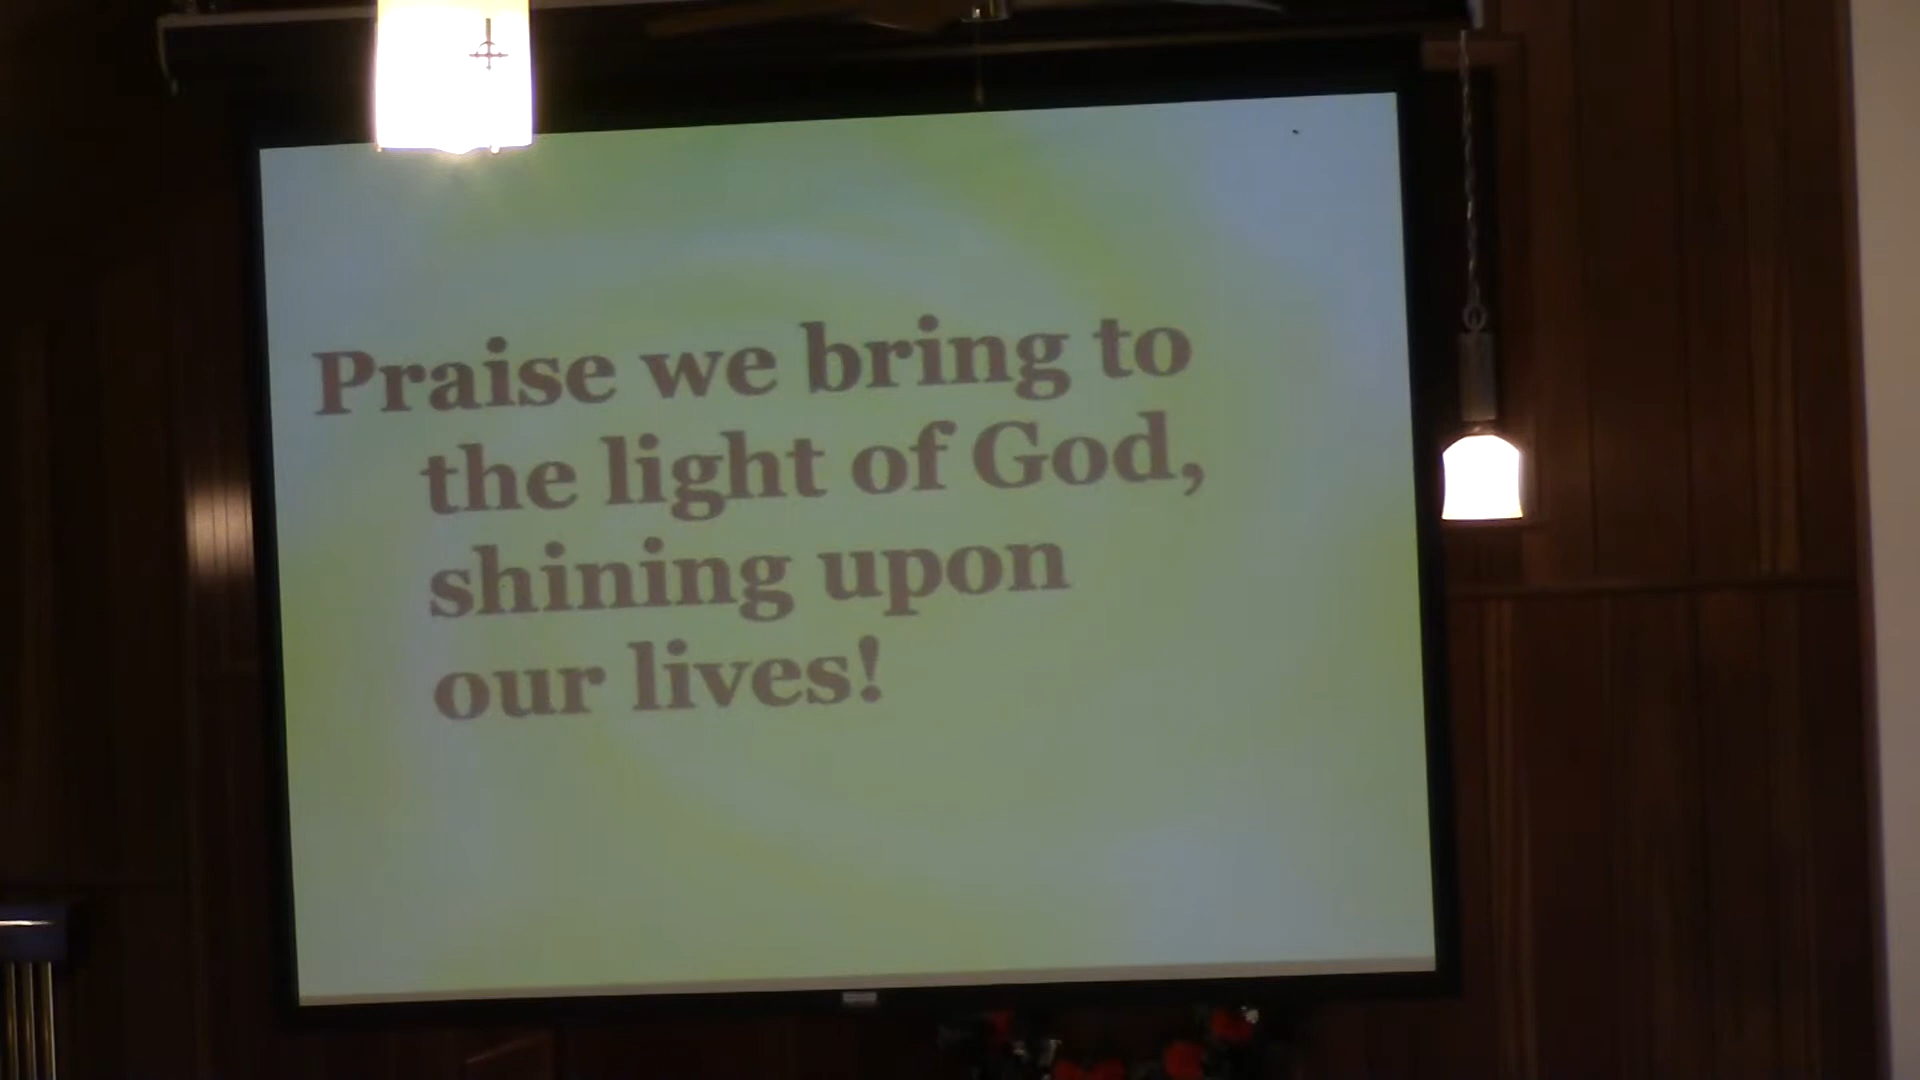 Praise we bring to
the light of God,
shining upon
our lives!